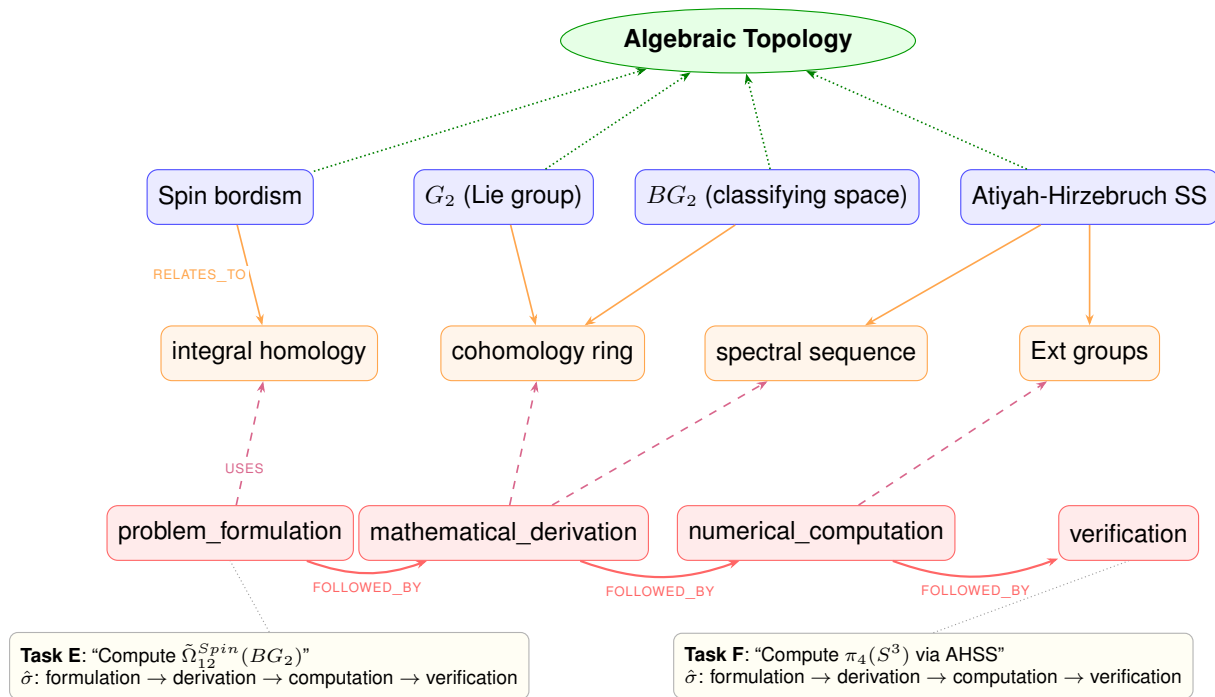 Algebraic Topology
Spin bordism
G₂ (Lie group)
BG₂ (classifying space)
Atiyah-Hirzebruch SS
RELATES_TO
integral homology
cohomology ring
spectral sequence
Ext groups
USES
problem_formulation
mathematical_derivation
numerical_computation
verification
FOLLOWED_BY
FOLLOWED_BY
FOLLOWED_BY
Task E: “Compute Ω̃₁₂^{Spin}(BG₂)”
σ̂: formulation → derivation → computation → verification
Task F: “Compute π₄(S³) via AHSS”
σ̂: formulation → derivation → computation → verification